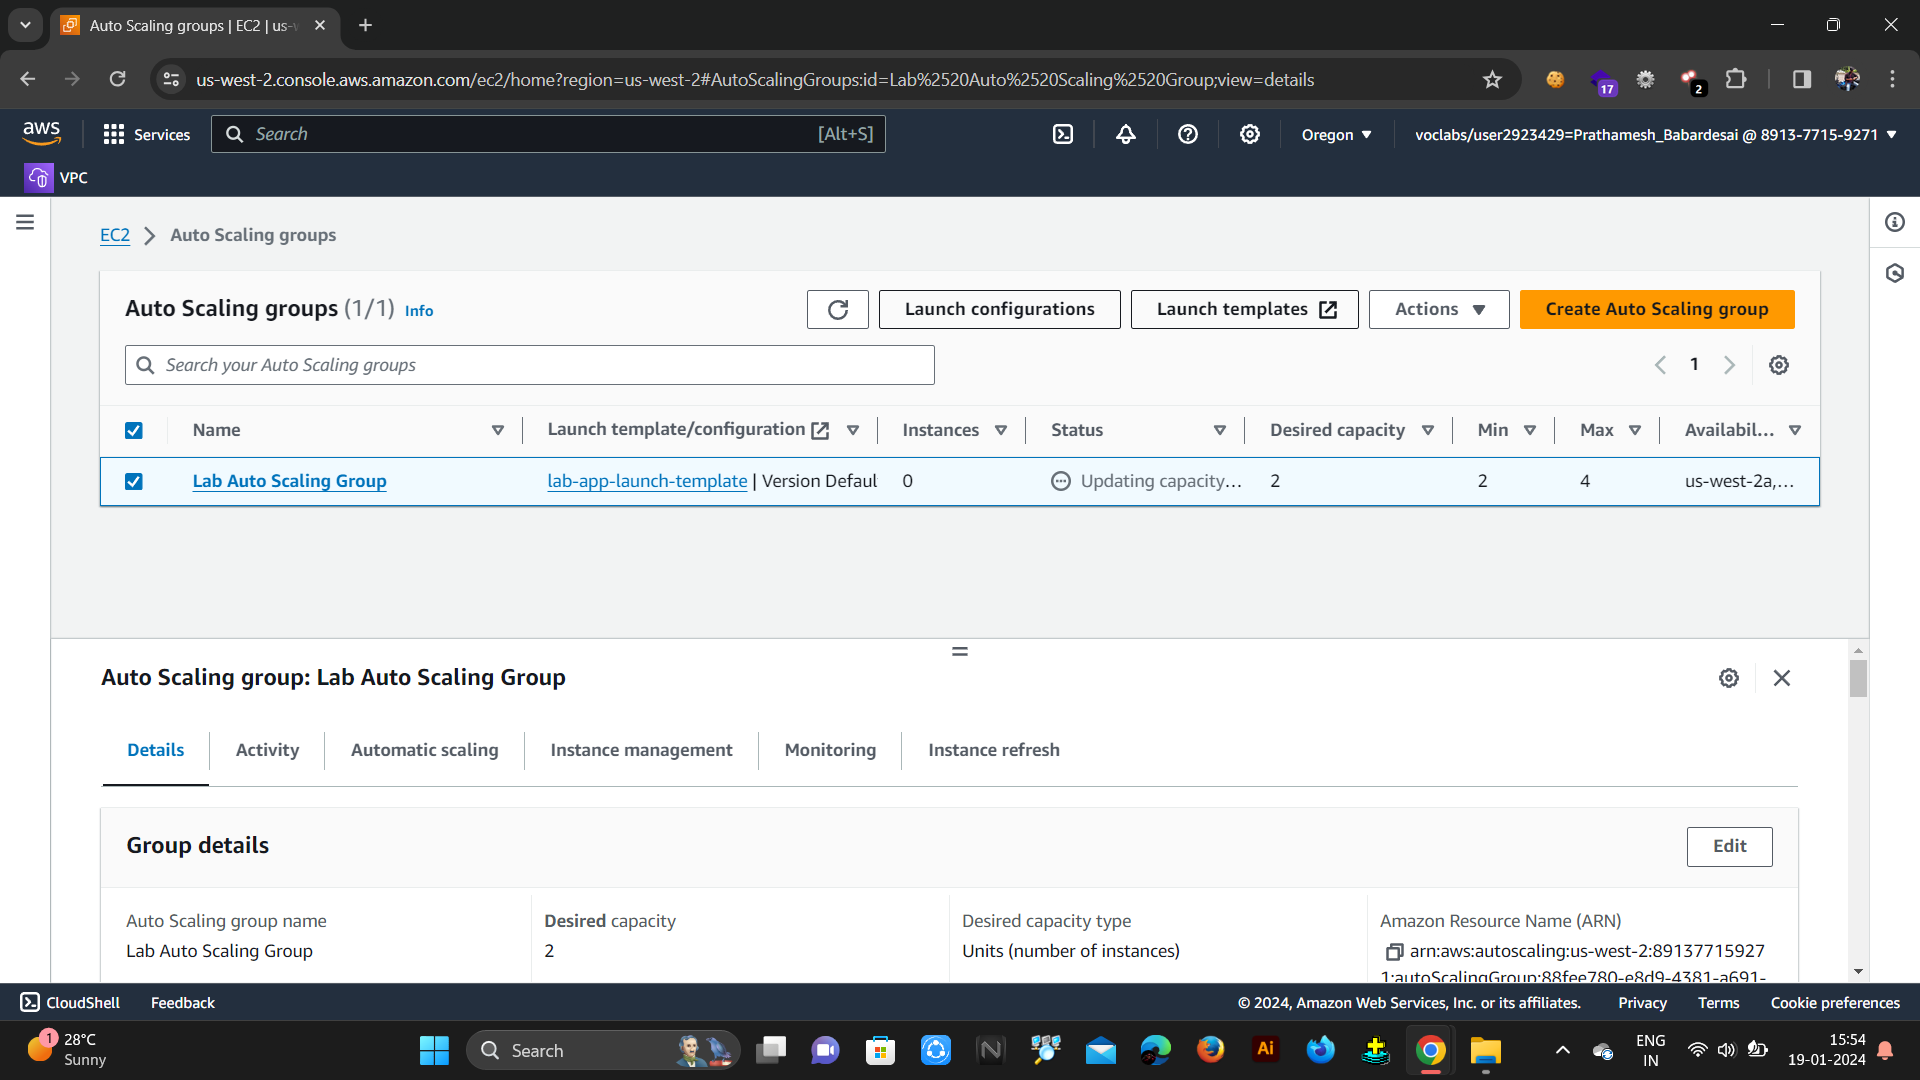 Auto Scaling groups | EC2 | us-w
us-west-2.console.aws.amazon.com/ec2/home?region=us-west-2#AutoScalingGroups:id=Lab%2520Auto%2520Scaling%2520Group;view=details
17
2
aws
Services
Search
[Alt+S]
Oregon
voclabs/user2923429=Prathamesh_Babardesai @ 8913-7715-9271
VPC
EC2
Auto Scaling groups
Auto Scaling groups (1/1) Info
Launch configurations
Launch templates
Actions
Create Auto Scaling group
Search your Auto Scaling groups
1
Name
Launch template/configuration
Instances
Status
Desired capacity
Min
Max
Availabil...
Lab Auto Scaling Group
lab-app-launch-template | Version Defaul
0
Updating capacity...
2
2
4
us-west-2a,...
Auto Scaling group: Lab Auto Scaling Group
Details
Activity
Automatic scaling
Instance management
Monitoring
Instance refresh
Group details
Edit
Auto Scaling group name
Lab Auto Scaling Group
Desired capacity
2
Desired capacity type
Units (number of instances)
Amazon Resource Name (ARN)
arn:aws:autoscaling:us-west-2:89137715927
1:autoScalingGroup:88fee780-e8d9-4381-a691-
CloudShell
Feedback
© 2024, Amazon Web Services, Inc. or its affiliates.
Privacy
Terms
Cookie preferences
1
28°C
Sunny
Search
Ai
ENG
IN
15:54
19-01-2024